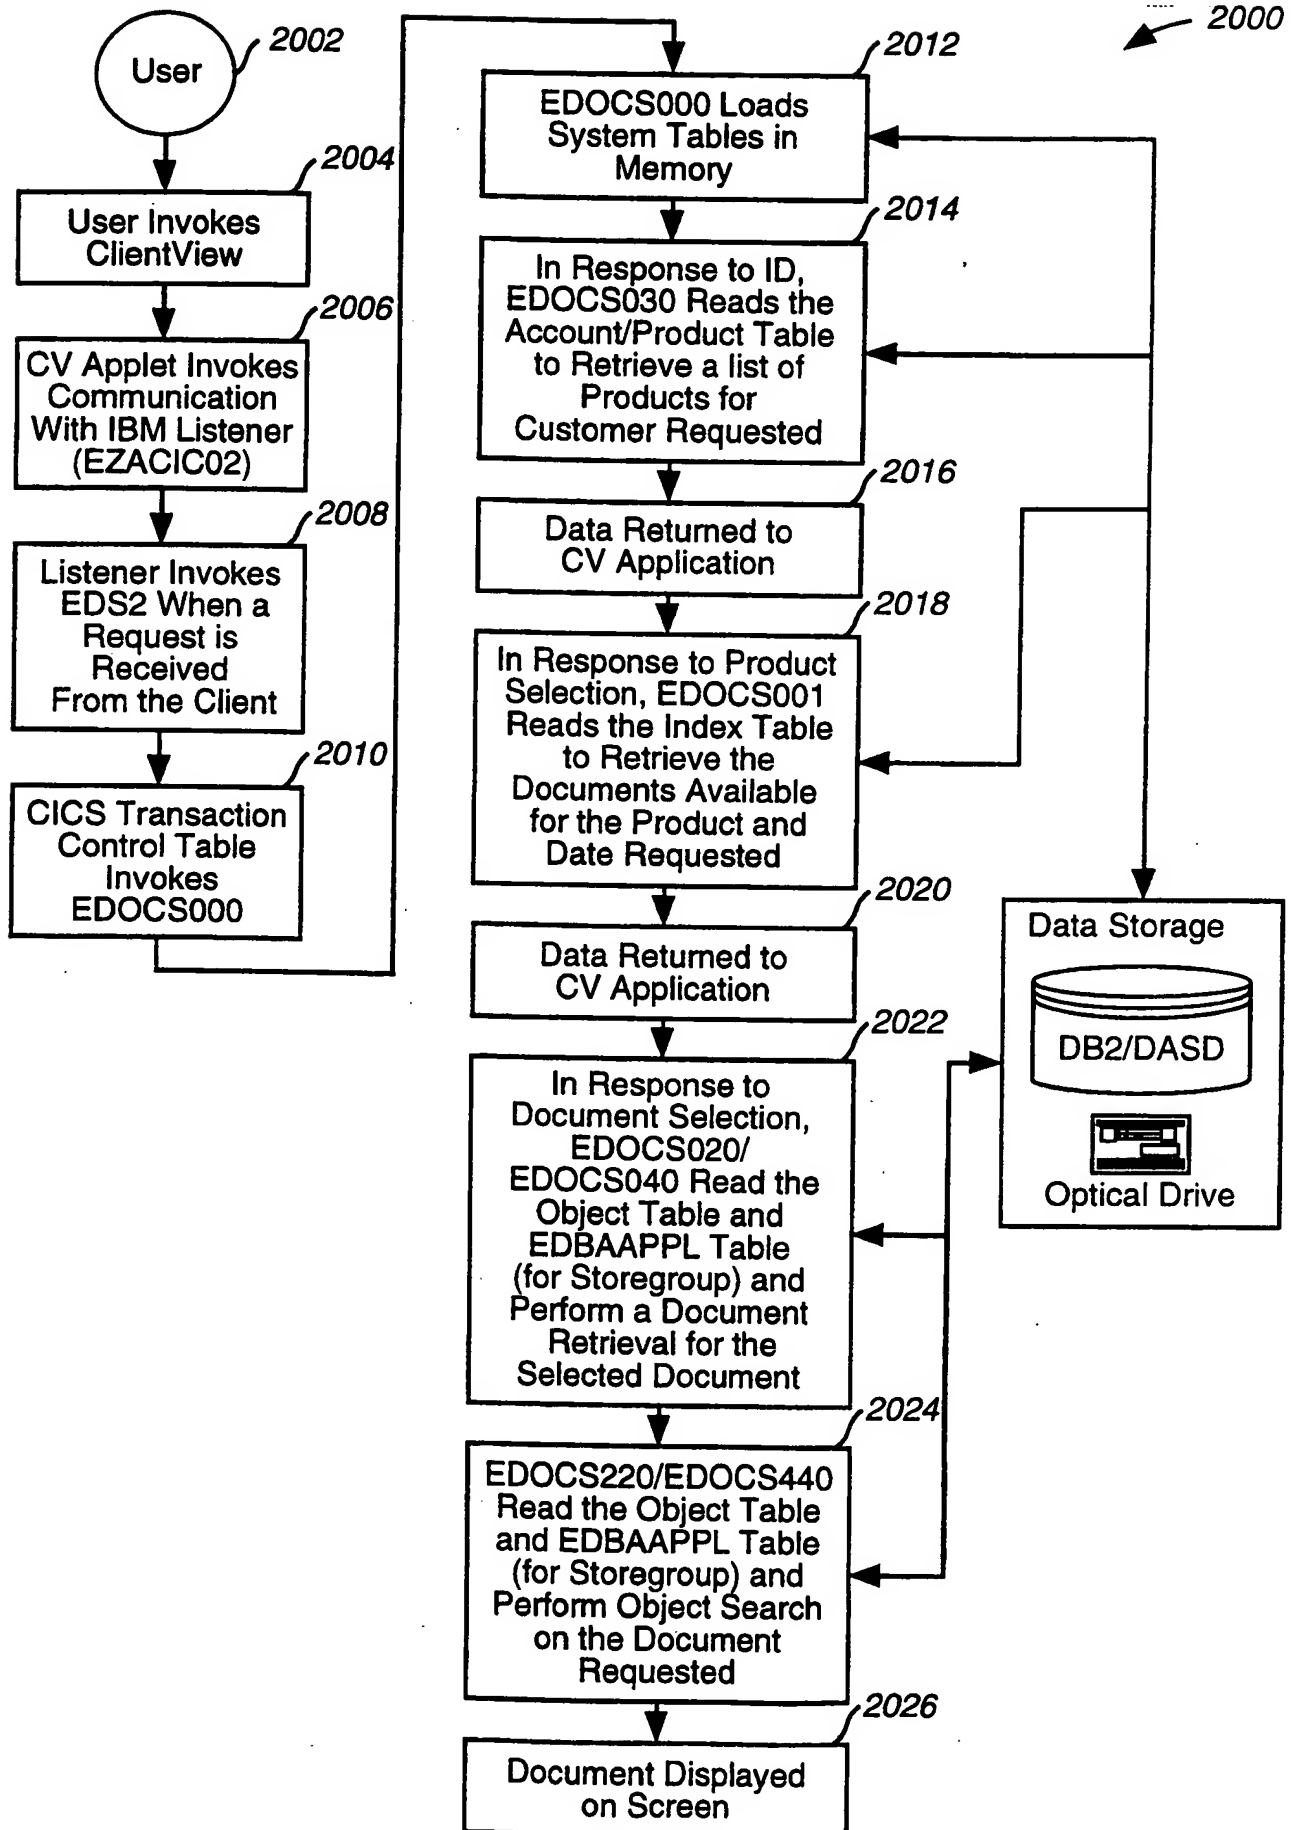 2000
User
2002
2004
User Invokes
ClientView
2006
CV Applet Invokes
Communication
With IBM Listener
(EZACIC02)
2008
Listener Invokes
EDS2 When a
Request is
Received
From the Client
2010
CICS Transaction
Control Table
Invokes
EDOCS000
2012
EDOCS000 Loads
System Tables in
Memory
2014
In Response to ID,
EDOCS030 Reads the
Account/Product Table
to Retrieve a list of
Products for
Customer Requested
2016
Data Returned to
CV Application
2018
In Response to Product
Selection, EDOCS001
Reads the Index Table
to Retrieve the
Documents Available
for the Product and
Date Requested
2020
Data Returned to
CV Application
2022
In Response to
Document Selection,
EDOCS020/
EDOCS040 Read the
Object Table and
EDBAAPPL Table
(for Storegroup) and
Perform a Document
Retrieval for the
Selected Document
2024
EDOCS220/EDOCS440
Read the Object Table
and EDBAAPPL Table
(for Storegroup) and
Perform Object Search
on the Document
Requested
2026
Document Displayed
on Screen
Data Storage
DB2/DASD
Optical Drive